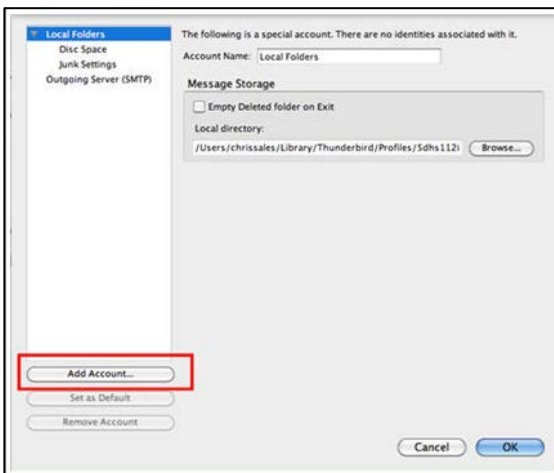 Local Folders
Disc Space
Junk Settings
Outgoing Server (SMTP)
Add Account...
Set as Default
Remove Account
The following is a special account. There are no identities associated with it.
Account Name: Local Folders
Message Storage
Empty Deleted folder on Exit
Local directory:
/Users/chrissales/Library/Thunderbird/Profiles/5dhs112i Browse...
Cancel OK